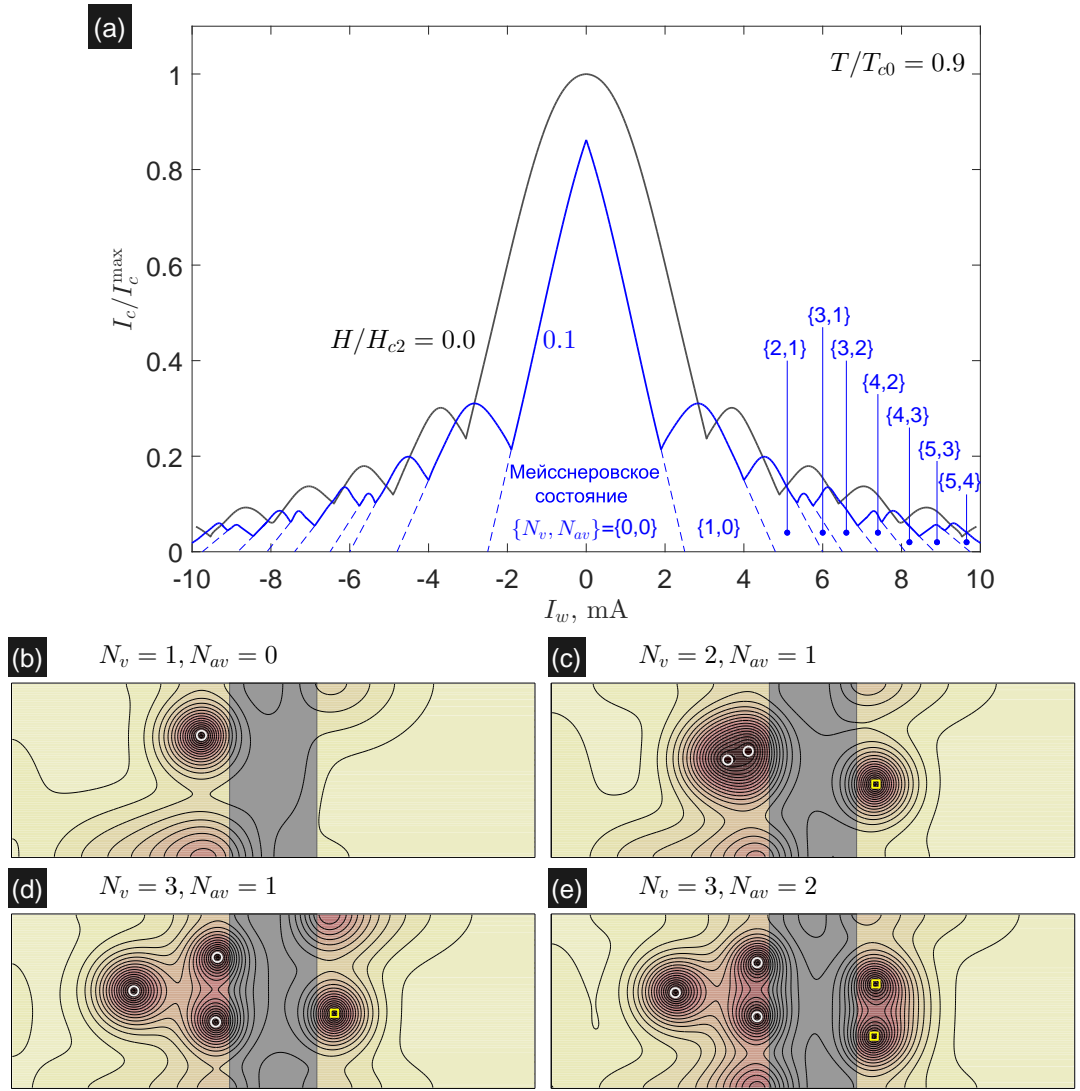 (a)
T/T_{c0} = 0.9
I_c/I_c^{max}
1
0.8
0.6
0.4
0.2
0
H/H_{c2} = 0.0
0.1
{2,1}
{3,1}
{3,2}
{4,2}
{4,3}
{5,3}
{5,4}
Мейсснеровское
состояние
{N_v, N_{av}}={0,0}
{1,0}
-10 -8 -6 -4 -2 0 2 4 6 8 10
I_w, mA
(b) N_v = 1, N_{av} = 0
(c) N_v = 2, N_{av} = 1
(d) N_v = 3, N_{av} = 1
(e) N_v = 3, N_{av} = 2